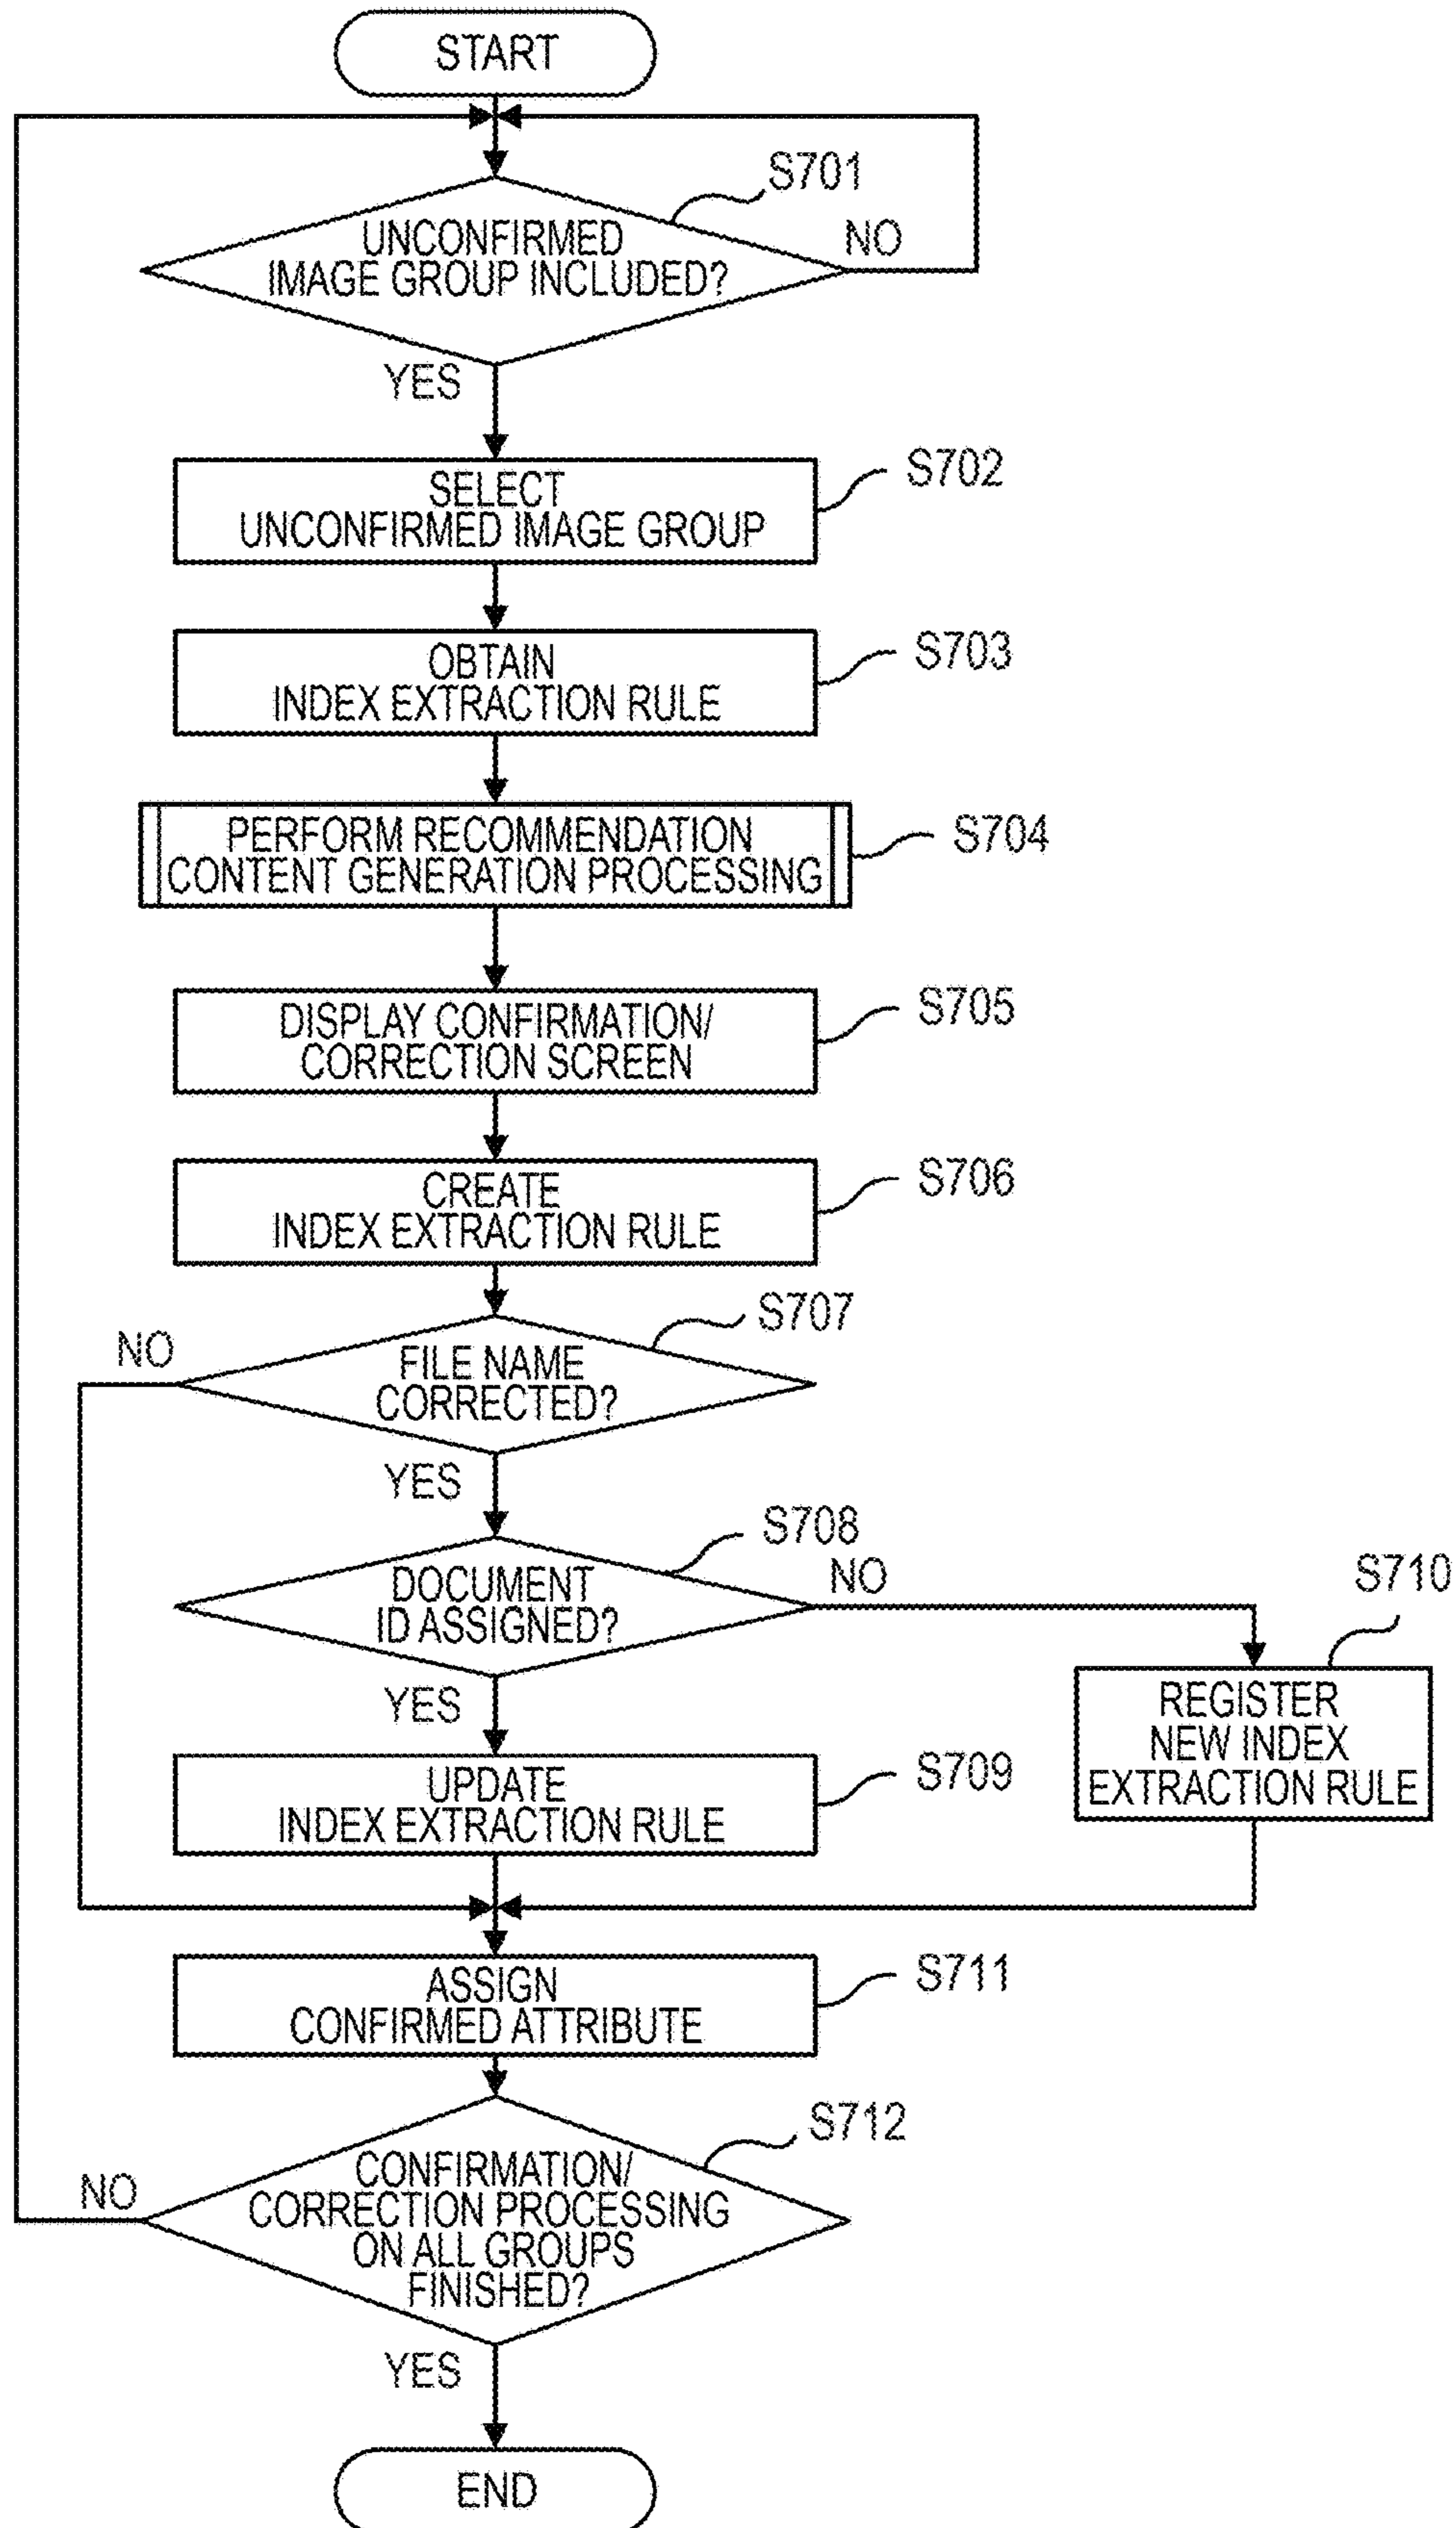 START
S701
UNCONFIRMED
IMAGE GROUP INCLUDED?
NO
YES
SELECT
UNCONFIRMED IMAGE GROUP
S702
OBTAIN
INDEX EXTRACTION RULE
S703
PERFORM RECOMMENDATION
CONTENT GENERATION PROCESSING
S704
DISPLAY CONFIRMATION/
CORRECTION SCREEN
S705
CREATE
INDEX EXTRACTION RULE
S706
S707
NO
FILE NAME
CORRECTED?
YES
S708
DOCUMENT
ID ASSIGNED?
NO
YES
S710
REGISTER
NEW INDEX
EXTRACTION RULE
UPDATE
INDEX EXTRACTION RULE
S709
ASSIGN
CONFIRMED ATTRIBUTE
S711
S712
NO
CONFIRMATION/
CORRECTION PROCESSING
ON ALL GROUPS
FINISHED?
YES
END